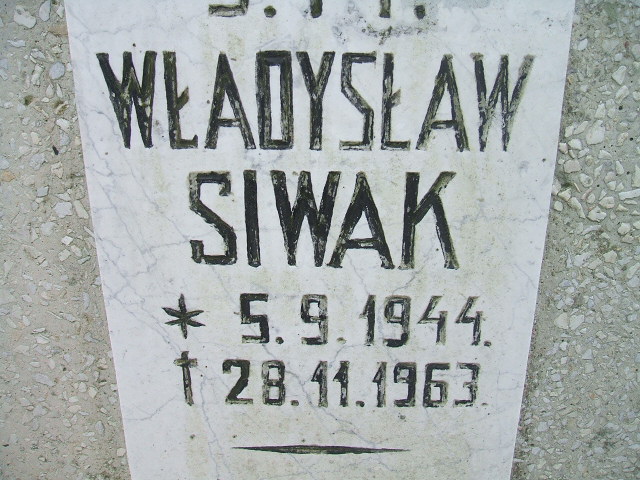 WŁADYSŁAW
SIWAK
* 5.9.1944.
† 28.11.1963.